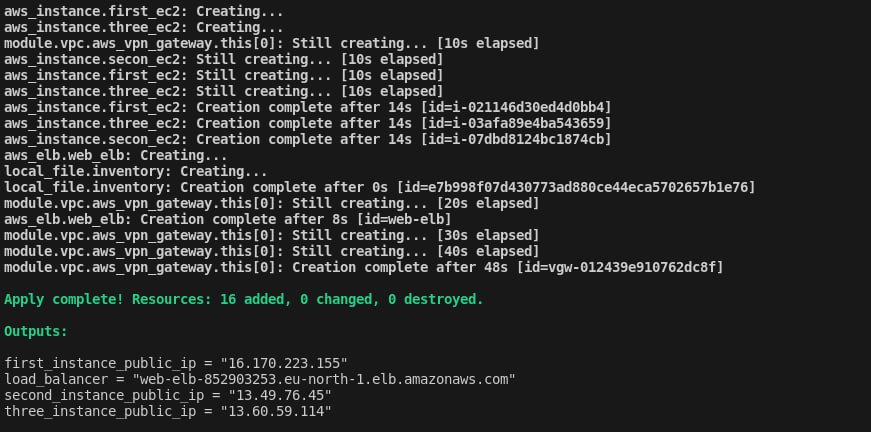 aws_instance.first_ec2: Creating...
aws_instance.three_ec2: Creating...
module.vpc.aws_vpn_gateway.this[0]: Still creating... [10s elapsed]
aws_instance.secon_ec2: Still creating... [10s elapsed]
aws_instance.first_ec2: Still creating... [10s elapsed]
aws_instance.three_ec2: Still creating... [10s elapsed]
aws_instance.first_ec2: Creation complete after 14s [id=i-021146d30ed4d0bb4]
aws_instance.three_ec2: Creation complete after 14s [id=i-03afa89e4ba543659]
aws_instance.secon_ec2: Creation complete after 14s [id=i-07dbd8124bc1874cb]
aws_elb.web_elb: Creating...
local_file.inventory: Creating...
local_file.inventory: Creation complete after 0s [id=e7b998f07d430773ad880ce44eca5702657b1e76]
module.vpc.aws_vpn_gateway.this[0]: Still creating... [20s elapsed]
aws_elb.web_elb: Creation complete after 8s [id=web-elb]
module.vpc.aws_vpn_gateway.this[0]: Still creating... [30s elapsed]
module.vpc.aws_vpn_gateway.this[0]: Still creating... [40s elapsed]
module.vpc.aws_vpn_gateway.this[0]: Creation complete after 48s [id=vgw-012439e910762dc8f]
Apply complete! Resources: 16 added, 0 changed, 0 destroyed.
Outputs:
first_instance_public_ip = "16.170.223.155"
load_balancer = "web-elb-852903253.eu-north-1.elb.amazonaws.com"
second_instance_public_ip = "13.49.76.45"
three_instance_public_ip = "13.60.59.114"